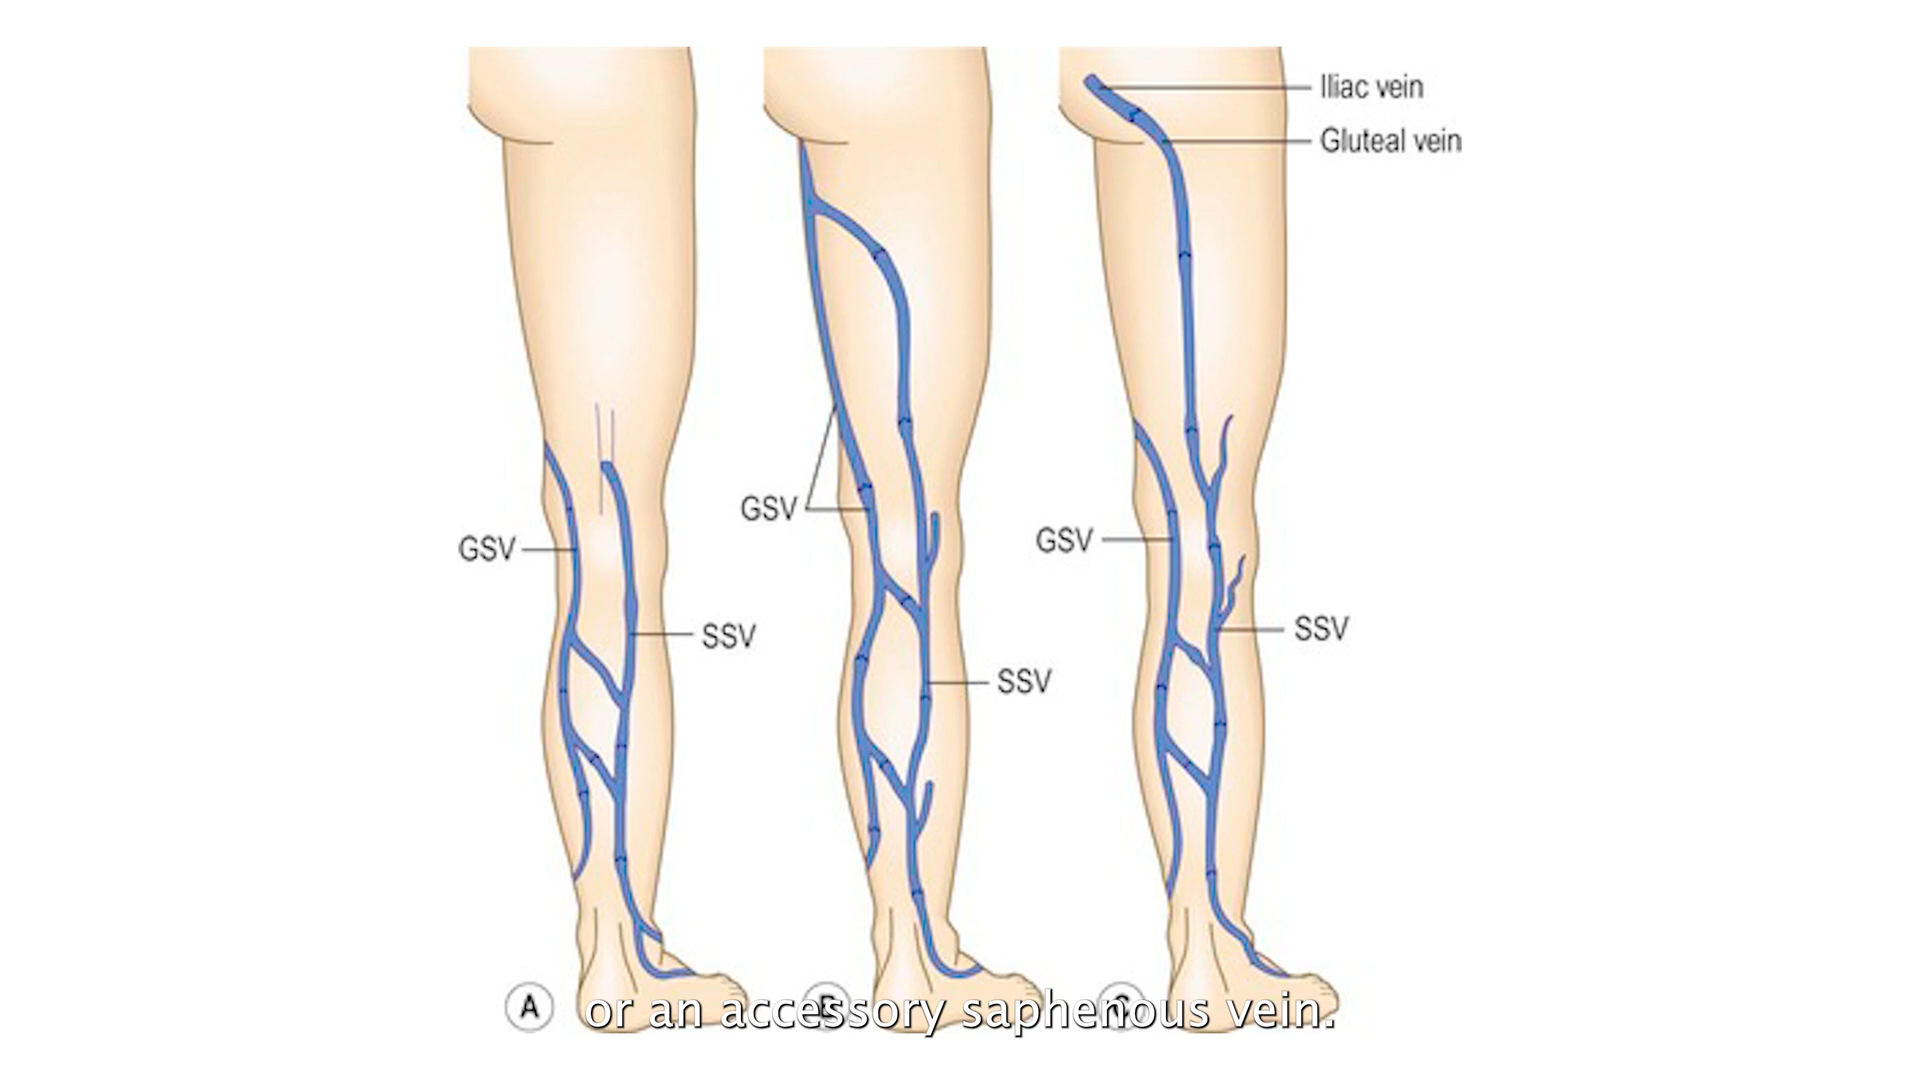 Iliac vein
Gluteal vein
GSV
GSV
GSV
SSV
SSV
SSV
A
B
C
or an accessory saphenous vein.